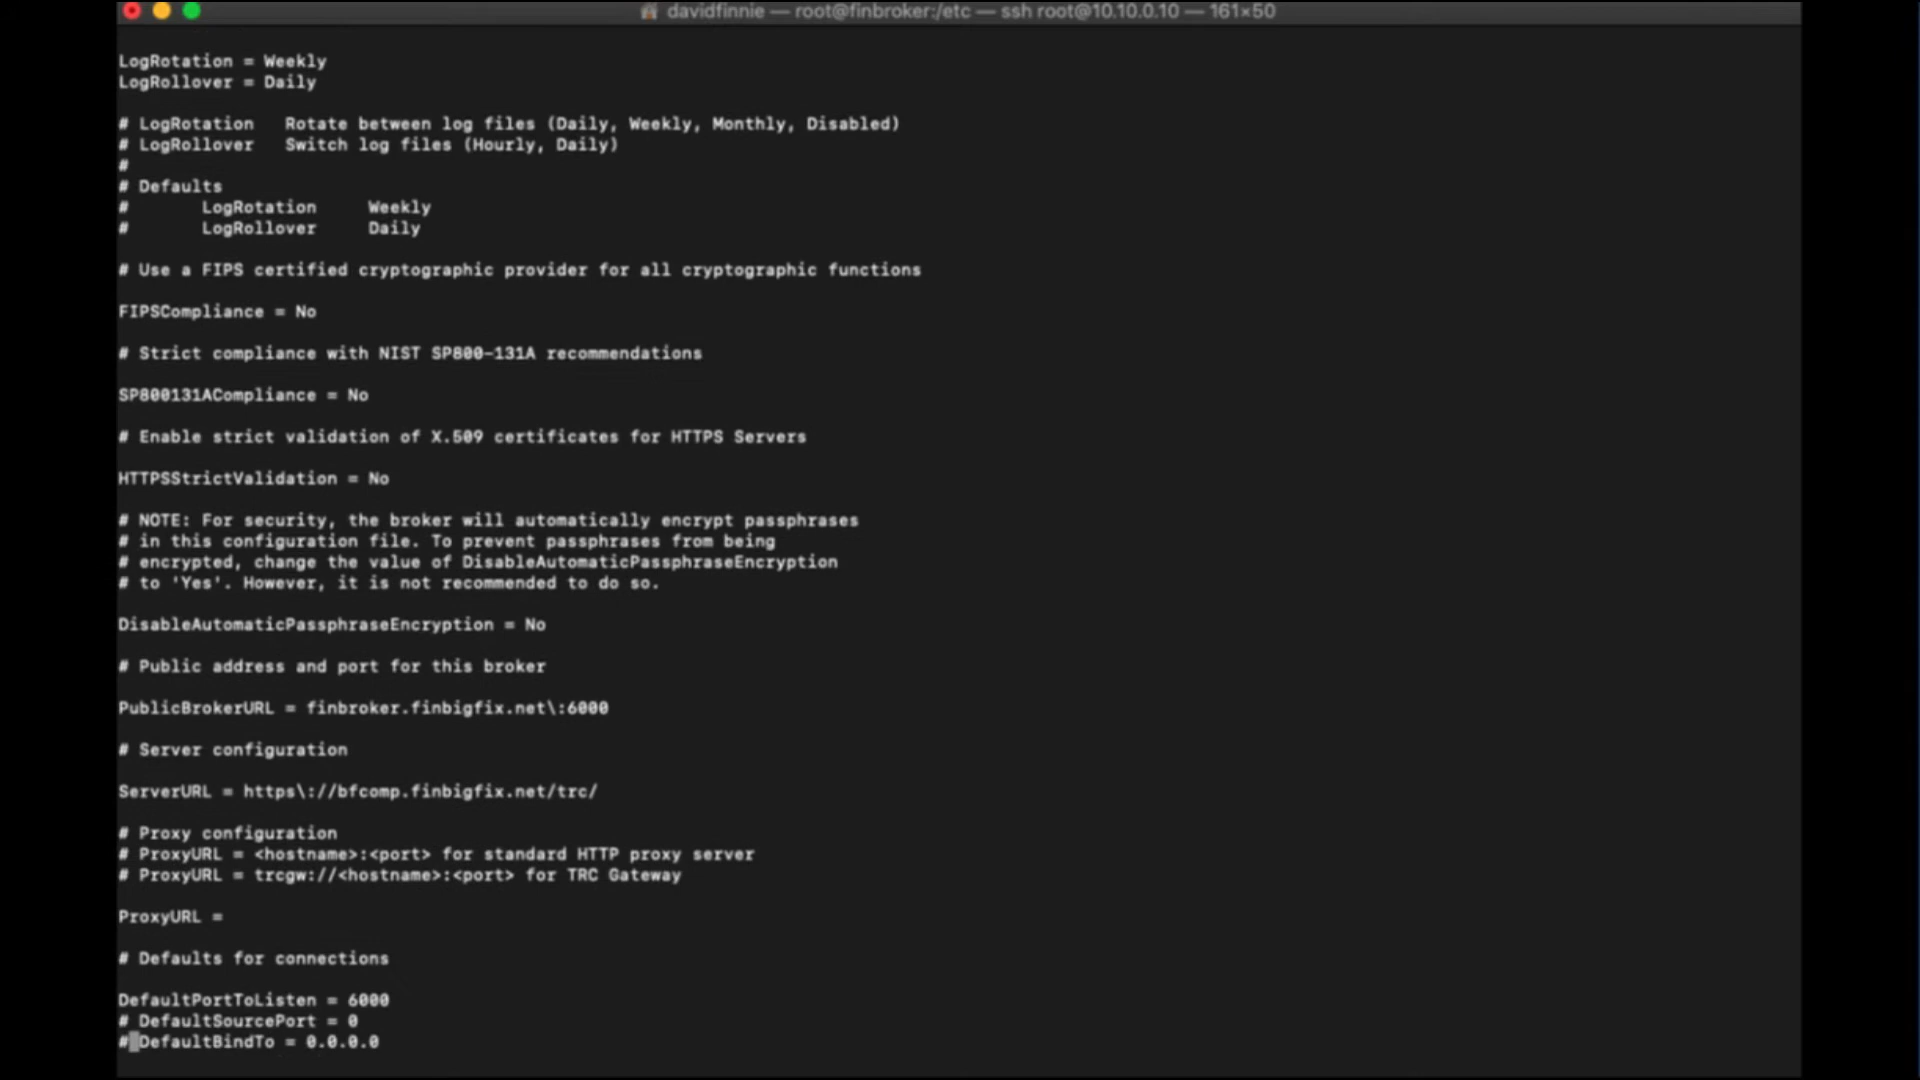 davidfinnie — root@finbroker:/etc — ssh root@10.10.0.10 — 161×50
LogRotation = Weekly
LogRollover = Daily
# LogRotation   Rotate between log files (Daily, Weekly, Monthly, Disabled)
# LogRollover   Switch log files (Hourly, Daily)
#
# Defaults
#       LogRotation     Weekly
#       LogRollover     Daily
# Use a FIPS certified cryptographic provider for all cryptographic functions
FIPSCompliance = No
# Strict compliance with NIST SP800-131A recommendations
SP800131ACompliance = No
# Enable strict validation of X.509 certificates for HTTPS Servers
HTTPSStrictValidation = No
# NOTE: For security, the broker will automatically encrypt passphrases
# in this configuration file. To prevent passphrases from being
# encrypted, change the value of DisableAutomaticPassphraseEncryption
# to 'Yes'. However, it is not recommended to do so.
DisableAutomaticPassphraseEncryption = No
# Public address and port for this broker
PublicBrokerURL = finbroker.finbigfix.net\:6000
# Server configuration
ServerURL = https\://bfcomp.finbigfix.net/trc/
# Proxy configuration
# ProxyURL = <hostname>:<port> for standard HTTP proxy server
# ProxyURL = trcgw://<hostname>:<port> for TRC Gateway
ProxyURL =
# Defaults for connections
DefaultPortToListen = 6000
# DefaultSourcePort = 0
# DefaultBindTo = 0.0.0.0